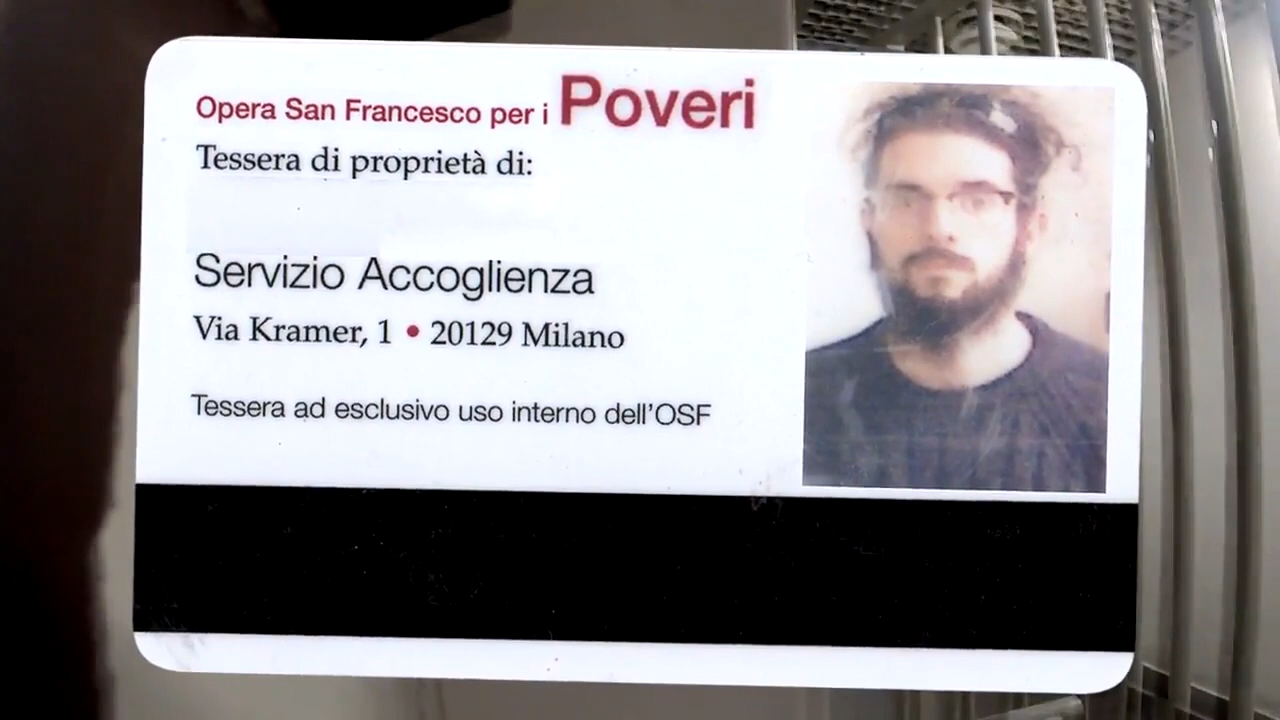 Opera San Francesco per i Poveri
Tessera di proprietà di:
Servizio Accoglienza
Via Kramer, 1 • 20129 Milano
Tessera ad esclusivo uso interno dell'OSF